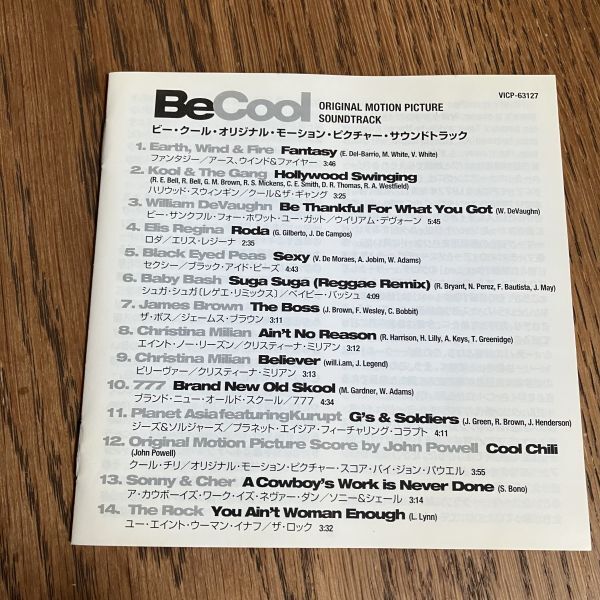 BeCool ORIGINAL MOTION PICTURE SOUNDTRACK
VICP-63127
ビー・クール・オリジナル・モーション・ピクチャー・サウンドトラック
1. Earth, Wind & Fire Fantasy (E. Del-Barrio, M. White, V. White)
ファンタジー／アース、ウインド&ファイヤー 3:46
2. Kool & The Gang Hollywood Swinging
(R. E. Bell, R. Bell, G. M. Brown, R. S. Mickens, C. E. Smith, D. R. Thomas, R. A. Westfield)
ハリウッド・スウィンギン／クール&ザ・ギャング 3:25
3. William DeVaughn Be Thankful For What You Got (W. DeVaughn)
ビー・サンクフル・フォー・ホワット・ユー・ガット／ウイリアム・デヴォーン 5:45
4. Elis Regina Roda (G. Gilberto, J. De Campos)
ロダ／エリス・レジーナ 2:35
5. Black Eyed Peas Sexy (V. De Moraes, A. Jobim, W. Adams)
セクシー／ブラック・アイド・ピーズ 4:43
6. Baby Bash Suga Suga (Reggae Remix) (R. Bryant, N. Perez, F. Bautista, J. May)
シュガ・シュガ［レゲエ・リミックス］／ベイビー・バッシュ 4:09
7. James Brown The Boss (J. Brown, F. Wesley, C. Bobbit)
ザ・ボス／ジェームス・ブラウン 3:11
8. Christina Milian Ain't No Reason (R. Harrison, H. Lilly, A. Keys, T. Greenidge)
エイント・ノー・リーズン／クリスティーナ・ミリアン 3:12
9. Christina Milian Believer (will.i.am, J. Legend)
ビリーヴァー／クリスティーナ・ミリアン 3:13
10. 777 Brand New Old Skool (M. Gardner, W. Adams)
ブランド・ニュー・オールド・スクール／777 4:34
11. Planet Asia featuring Kurupt G's & Soldiers (J. Green, R. Brown, J. Henderson)
ジーズ&ソルジャーズ／プラネット・エイジア・フィーチャリング・コラプト 4:11
12. Original Motion Picture Score by John Powell Cool Chili
(John Powell)
クール・チリ／オリジナル・モーション・ピクチャー・スコア・バイ・ジョン・パウエル 3:55
13. Sonny & Cher A Cowboy's Work is Never Done (S. Bono)
ア・カウボーイズ・ワーク・イズ・ネヴァー・ダン／ソニー&シェール 3:14
14. The Rock You Ain't Woman Enough (L. Lynn)
ユー・エイント・ウーマン・イナフ／ザ・ロック 3:32